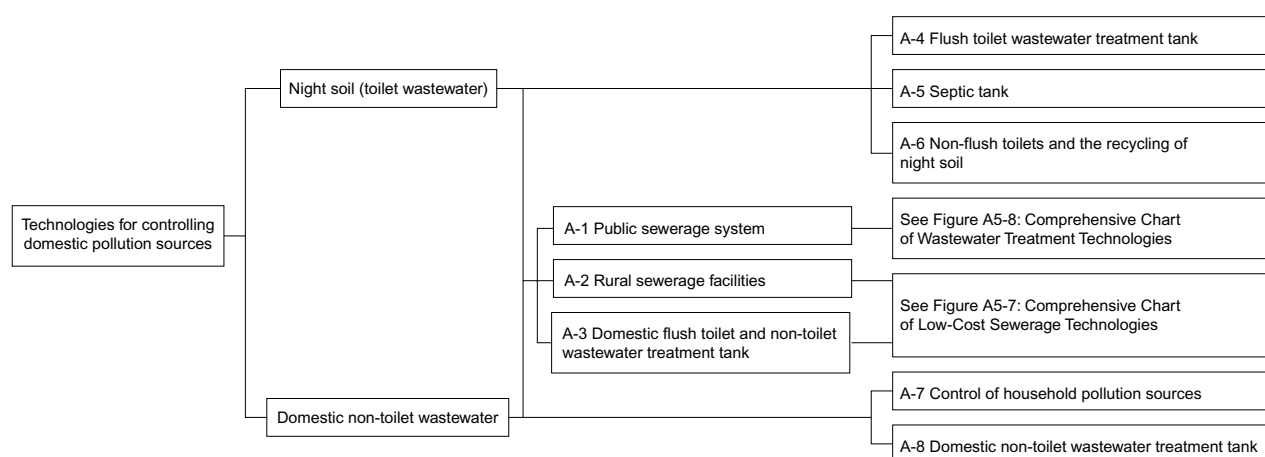 Technologies for controlling
domestic pollution sources
Night soil (toilet wastewater)
Domestic non-toilet wastewater
A-1 Public sewerage system
A-2 Rural sewerage facilities
A-3 Domestic flush toilet and non-toilet
wastewater treatment tank
A-4 Flush toilet wastewater treatment tank
A-5 Septic tank
A-6 Non-flush toilets and the recycling of
night soil
See Figure A5-8: Comprehensive Chart
of Wastewater Treatment Technologies
See Figure A5-7: Comprehensive Chart
of Low-Cost Sewerage Technologies
A-7 Control of household pollution sources
A-8 Domestic non-toilet wastewater treatment tank